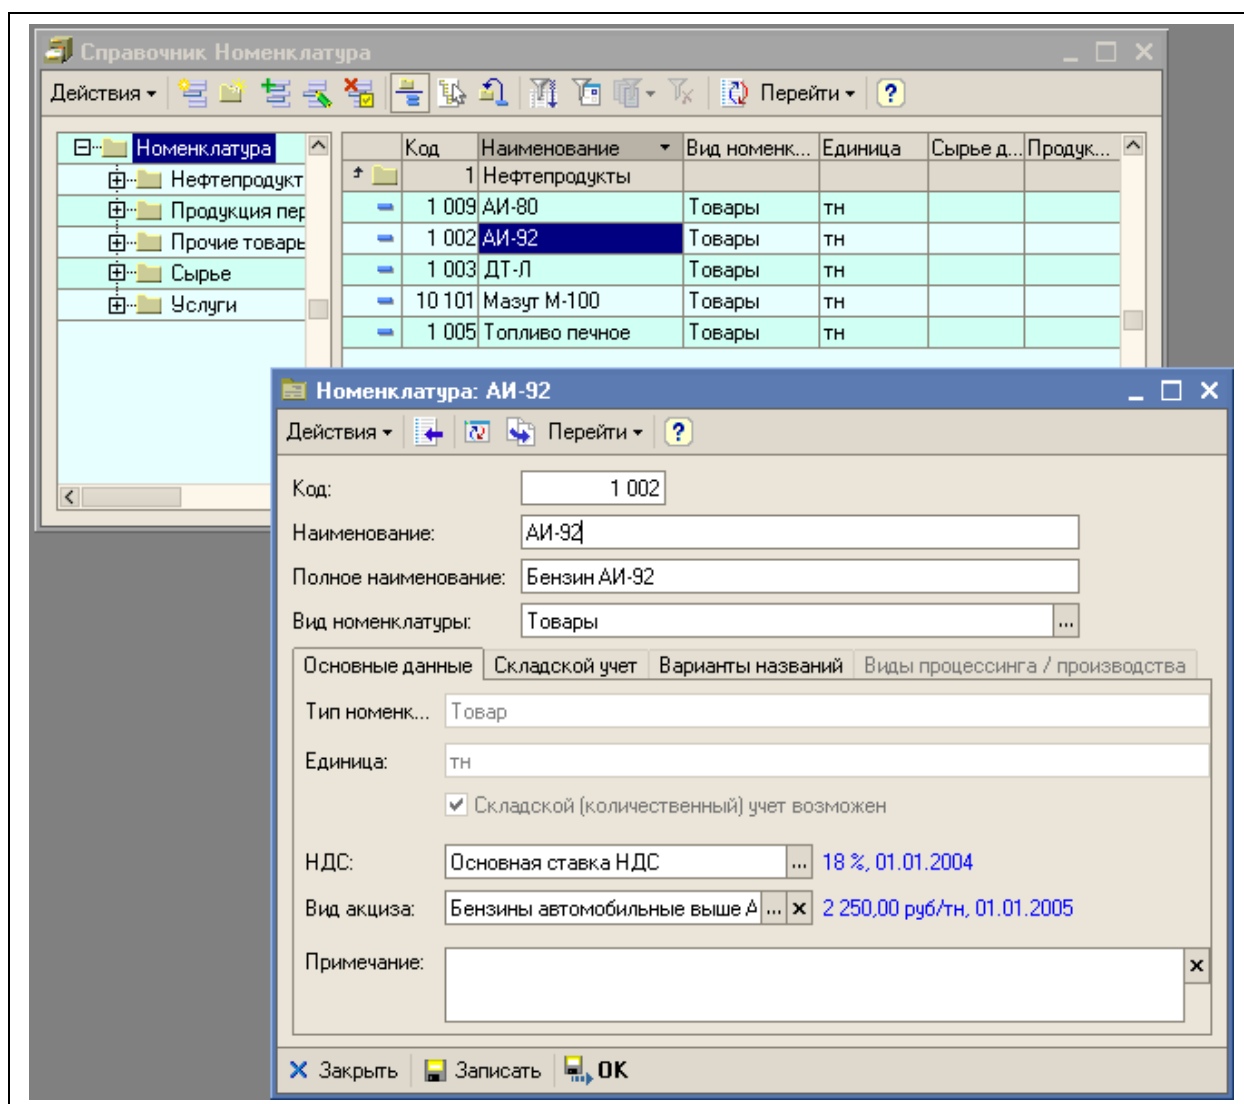 Справочник Номенклатура
Действия Перейти ?
Номенклатура
Нефтепродукт
Продукция пер
Прочие товары
Сырье
Услуги
Код Наименование Вид номенк... Единица Сырье д... Продук...
1 Нефтепродукты
1 009 АИ-80 Товары тн
1 002 АИ-92 Товары тн
1 003 ДТ-Л Товары тн
10 101 Мазут М-100 Товары тн
1 005 Топливо печное Товары тн
Номенклатура: АИ-92
Действия Перейти ?
Код: 1 002
Наименование: АИ-92
Полное наименование: Бензин АИ-92
Вид номенклатуры: Товары ...
Основные данные Складской учет Варианты названий Виды процессинга / производства
Тип номенк... Товар
Единица: тн
Складской (количественный) учет возможен
НДС: Основная ставка НДС ... 18 %, 01.01.2004
Вид акциза: Бензины автомобильные выше А ... x 2 250,00 руб/тн, 01.01.2005
Примечание: x
Закрыть Записать OK